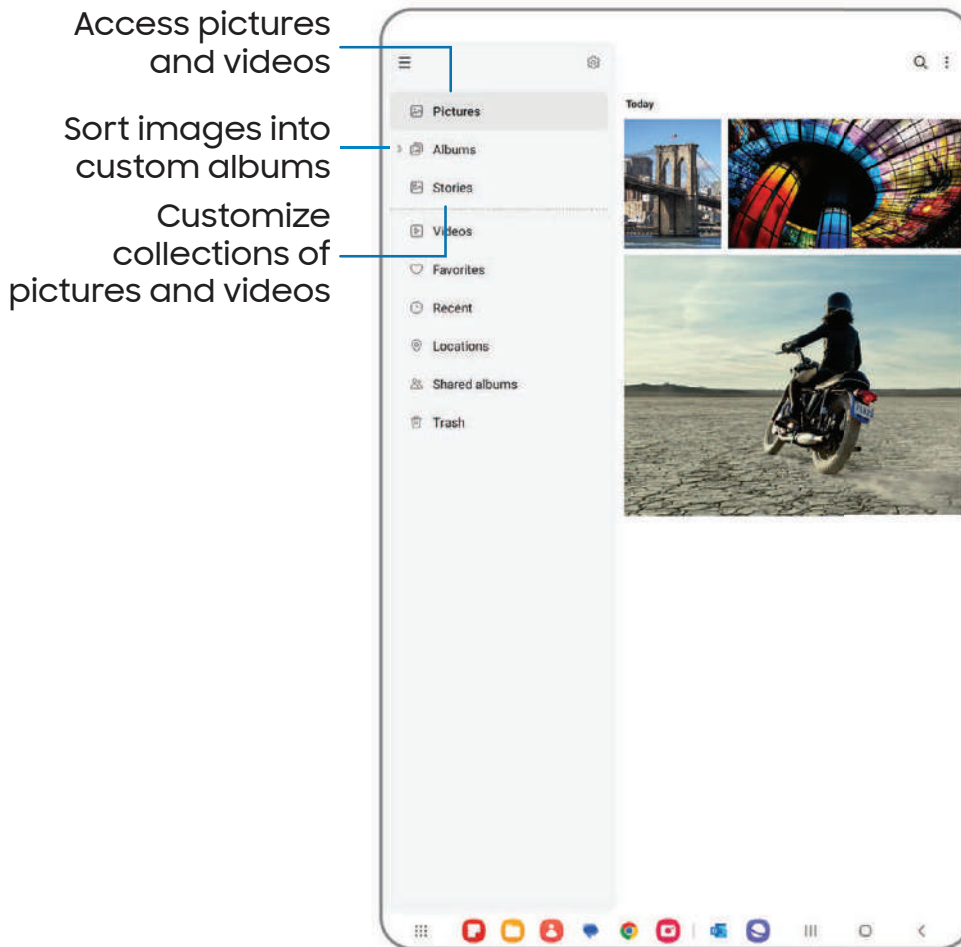 Access pictures
and videos
Sort images into
custom albums
Customize
collections of
pictures and videos
Pictures
Albums
Stories
Videos
Favorites
Recent
Locations
Shared albums
Trash
Today